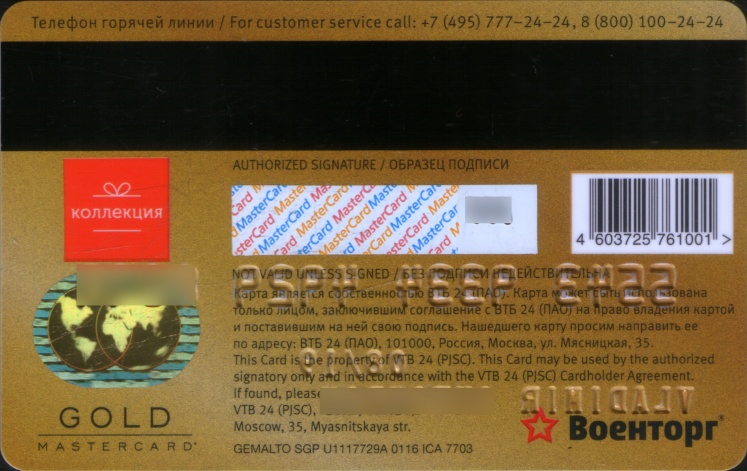 Телефон горячей линии / For customer service call: +7 (495) 777–24–24, 8 (800) 100–24–24
AUTHORIZED SIGNATURE / ОБРАЗЕЦ ПОДПИСИ
КОЛЛЕКЦИЯ
MasterCard MasterCard MasterCard
4 603725 761001 >
NOT VALID UNLESS SIGNED / БЕЗ ПОДПИСИ НЕДЕЙСТВИТЕЛЬНА
Карта является собственностью ВТБ 24 (ПАО). Карта может быть использована
только лицом, заключившим соглашение с ВТБ 24 (ПАО) на право владения картой
и поставившим на ней свою подпись. Нашедшего карту просим направить ее
по адресу: ВТБ 24 (ПАО), 101000, Россия, Москва, ул. Мясницкая, 35.
This Card is the property of VTB 24 (PJSC). This Card may be used by the authorized
signatory only and in accordance with the VTB 24 (PJSC) Cardholder Agreement.
If found, please
VTB 24 (PJSC),
Moscow, 35, Myasnitskaya str.
VLADIMIR
GOLD
MASTERCARD
Военторг
GEMALTO SGP U1117729A 0116 ICA 7703